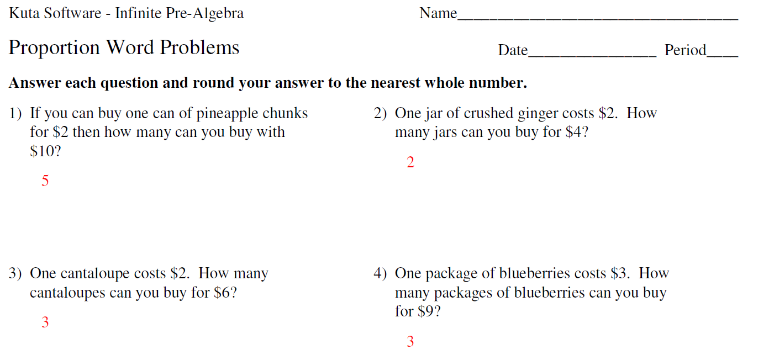 Kuta Software - Infinite Pre-Algebra Name___________________________________
Proportion Word Problems Date________________ Period____
Answer each question and round your answer to the nearest whole number.
1) If you can buy one can of pineapple chunks
for $2 then how many can you buy with
$10?
5
2) One jar of crushed ginger costs $2. How
many jars can you buy for $4?
2
3) One cantaloupe costs $2. How many
cantaloupes can you buy for $6?
3
4) One package of blueberries costs $3. How
many packages of blueberries can you buy
for $9?
3